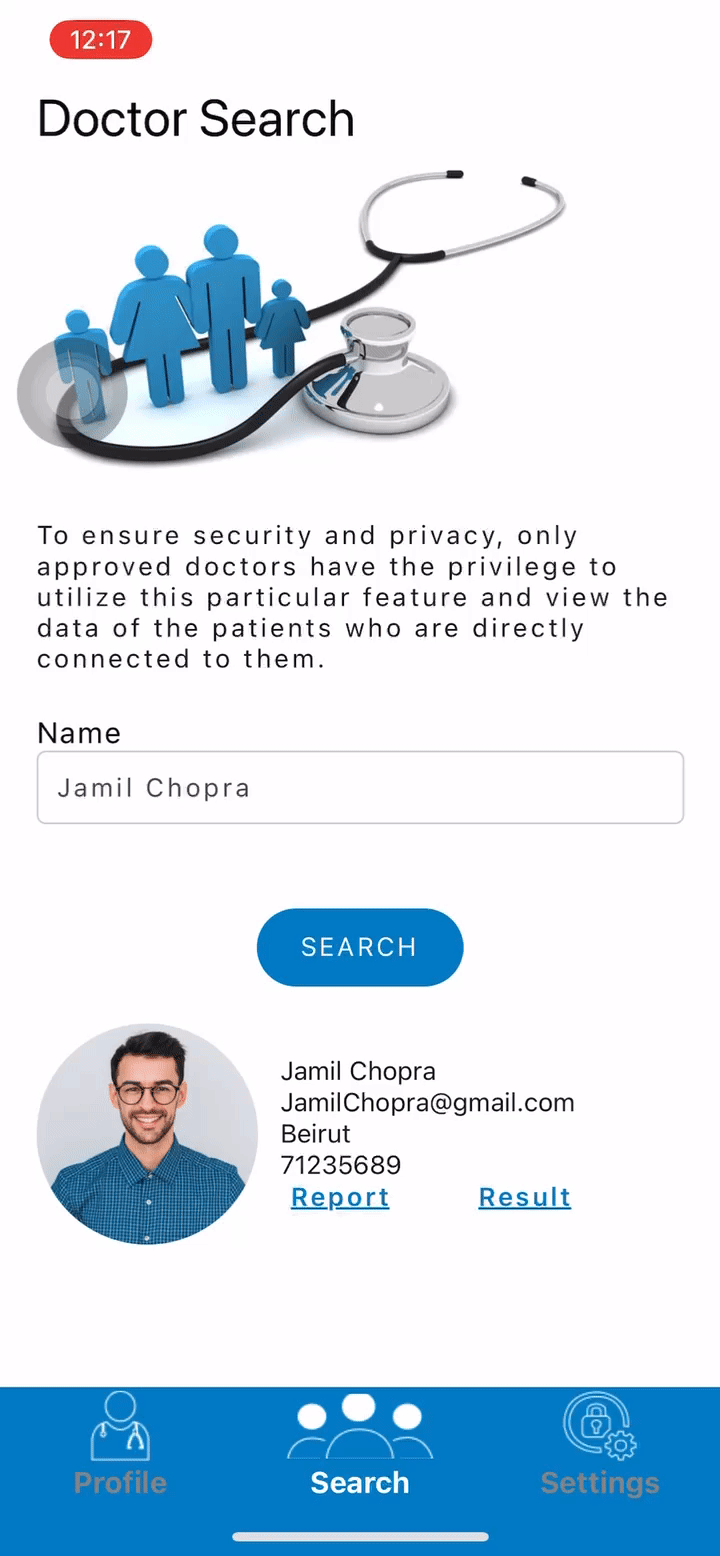 12:17
Doctor Search
To ensure security and privacy, only
approved doctors have the privilege to
utilize this particular feature and view the
data of the patients who are directly
connected to them.
Name
Jamil Chopra
SEARCH
Jamil Chopra
JamilChopra@gmail.com
Beirut
71235689
Report Result
Profile Search Settings